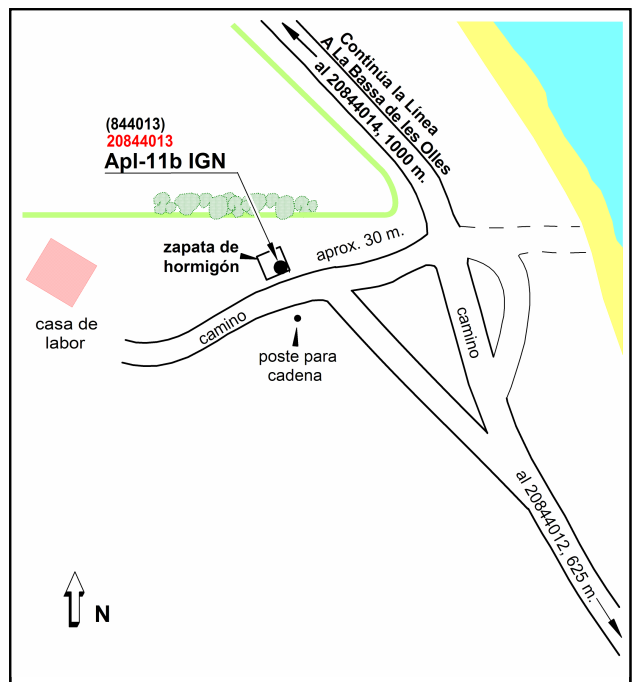 Continúa la Línea
A La Bassa de les Olles
al 20844014, 1000 m.
(844013)
20844013
Apl-11b IGN
zapata de
hormigón
aprox. 30 m.
casa de
labor
camino
poste para
cadena
camino
al 20844012, 625 m.
N